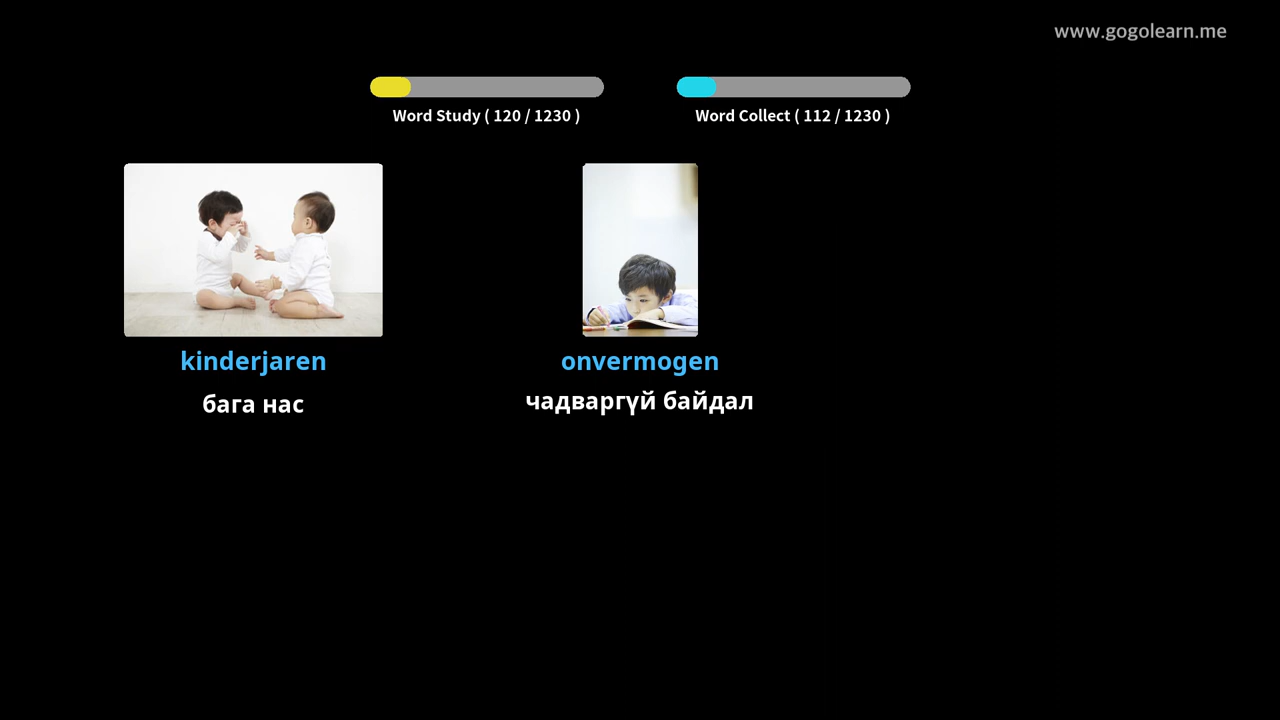 www.gogolearn.me
Word Study ( 120 / 1230 )
Word Collect ( 112 / 1230 )
kinderjaren
бага нас
onvermogen
чадваргүй байдал